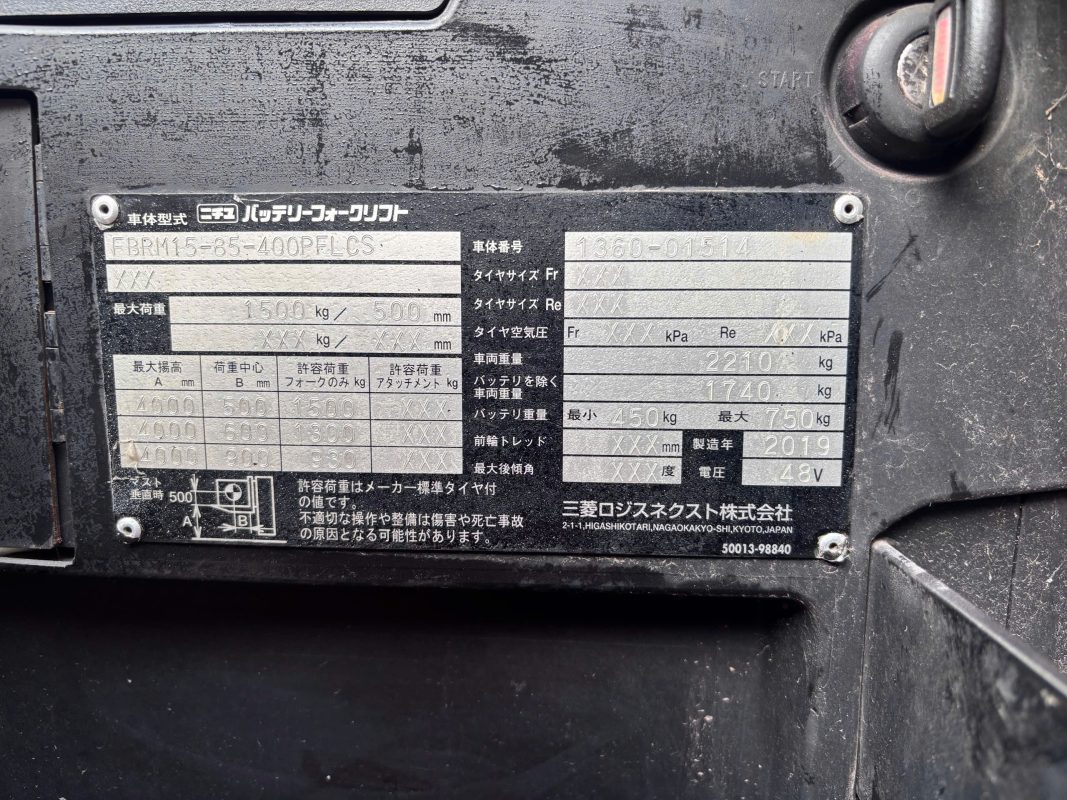 START
車体型式 ニチユ バッテリーフォークリフト
FBRM15-85-400PFLCS
XXX
最大荷重 1500 kg/ 500 mm
XXX kg/ XXX mm
最大揚高 A mm 荷重中心 B mm 許容荷重 フォークのみ kg 許容荷重 アタッチメント kg
4000 500 1500 XXX
4000 600 1300 XXX
4000 XXX
マスト垂直時 500 A B
許容荷重はメーカー標準タイヤ付
の値です。
不適切な操作や整備は傷害や死亡事故
の原因となる可能性があります。
車体番号 1360-01514
タイヤサイズ Fr XXX
タイヤサイズ Re XXX
タイヤ空気圧 Fr XXX kPa Re XXX kPa
車両重量 2210 kg
バッテリを除く車両重量 1740 kg
バッテリ重量 最小 450 kg 最大 750 kg
前輪トレッド XXX mm 製造年 2019
最大後傾角 XXX 度 電圧 48 V
三菱ロジスネクスト株式会社
2-1-1,HIGASHIKOTARI,NAGAOKAKYO-SHI,KYOTO,JAPAN
50013-98840